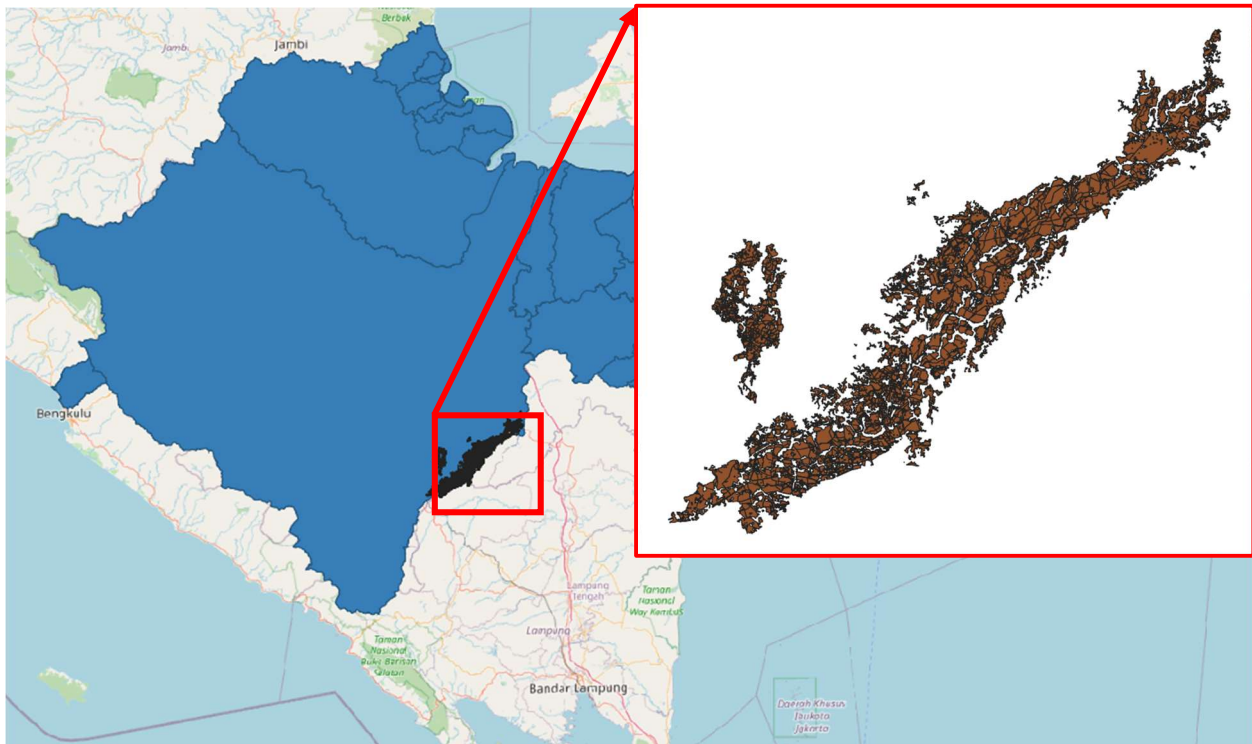 Berbak
Jambi
Jambi
Bengkulu
Lampung
Tengah
Taman
Nasional
Way Kambas
Lampung
Taman
Nasional
Bukit Barisan
Selatan
Bandar Lampung
Daerah Khusus
Ibukota
Jakarta